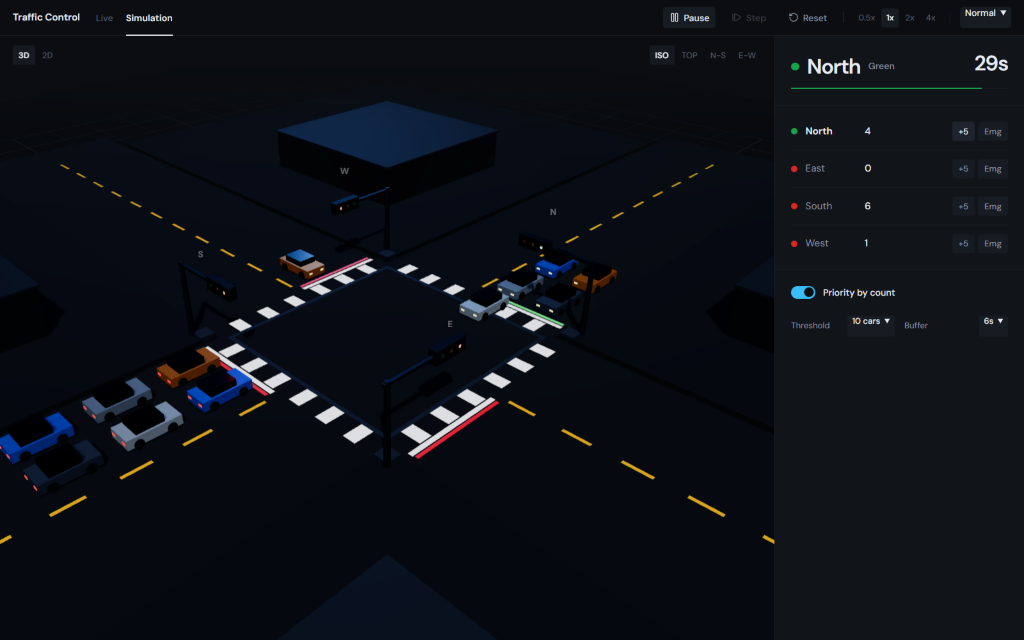 Traffic Control Live Simulation Pause Step Reset 0.5x 1x 2x 4x Normal ▼
3D 2D ISO TOP N-S E-W
North Green 29s
North 4 +5 Emg
East 0 +5 Emg
South 6 +5 Emg
West 1 +5 Emg
Priority by count
Threshold 10 cars ▼ Buffer 6s ▼
W
N
S
E